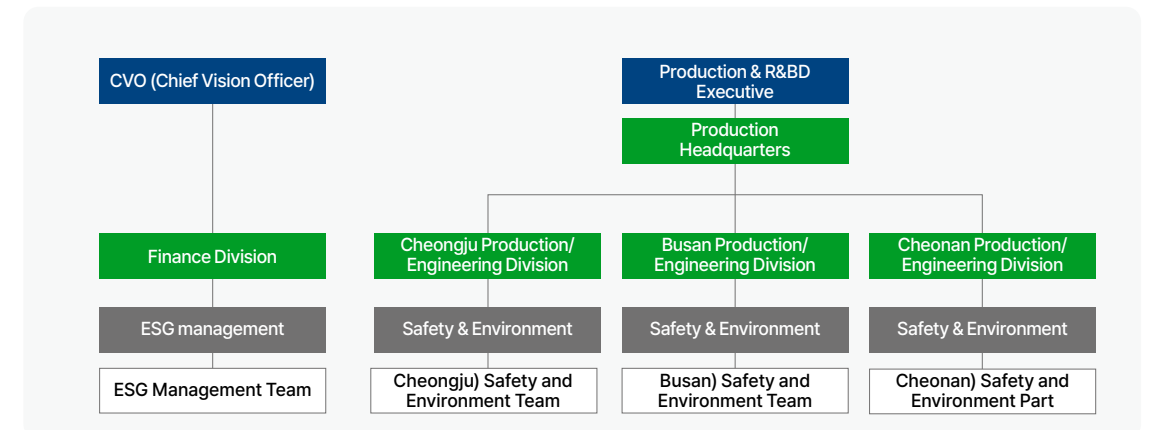 CVO (Chief Vision Officer)
Production & R&BD
Executive
Production
Headquarters
Finance Division
Cheongju Production/
Engineering Division
Busan Production/
Engineering Division
Cheonan Production/
Engineering Division
ESG management
Safety & Environment
Safety & Environment
Safety & Environment
ESG Management Team
Cheongju) Safety and
Environment Team
Busan) Safety and
Environment Team
Cheonan) Safety and
Environment Part